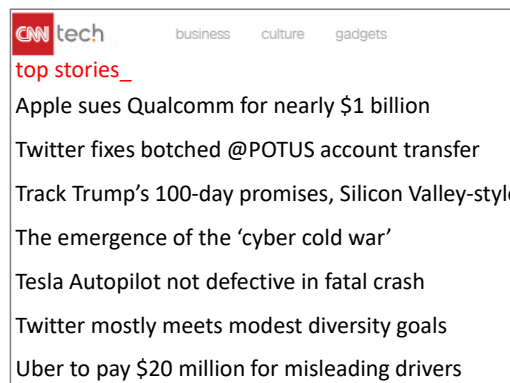 CNN tech business culture gadgets
top stories_
Apple sues Qualcomm for nearly $1 billion
Twitter fixes botched @POTUS account transfer
Track Trump’s 100-day promises, Silicon Valley-style
The emergence of the ‘cyber cold war’
Tesla Autopilot not defective in fatal crash
Twitter mostly meets modest diversity goals
Uber to pay $20 million for misleading drivers